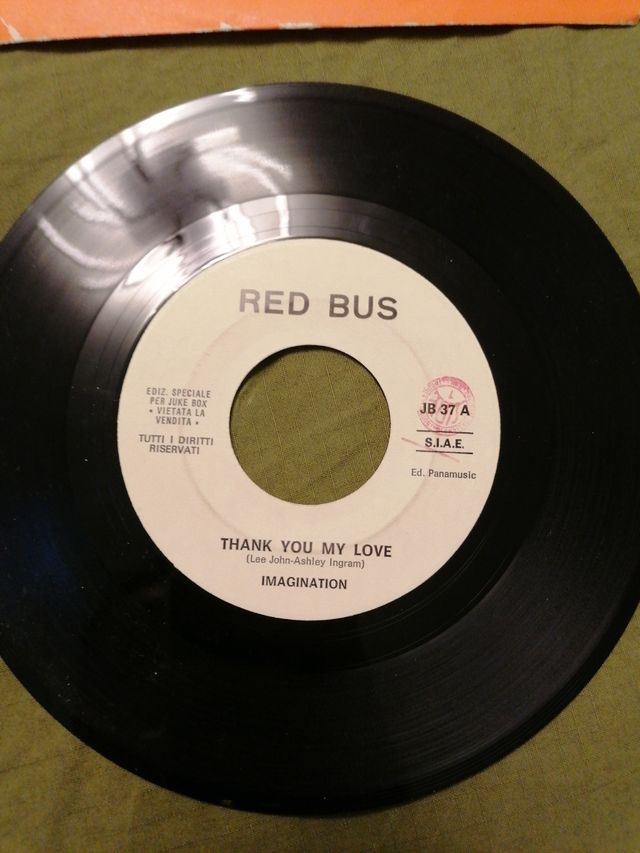 RED BUS
EDIZ. SPECIALE
PER JUKE BOX
• VIETATA LA
VENDITA •
TUTTI I DIRITTI
RISERVATI
JB 37 A
S.I.A.E.
Ed. Panamusic
THANK YOU MY LOVE
(Lee John-Ashley Ingram)
IMAGINATION